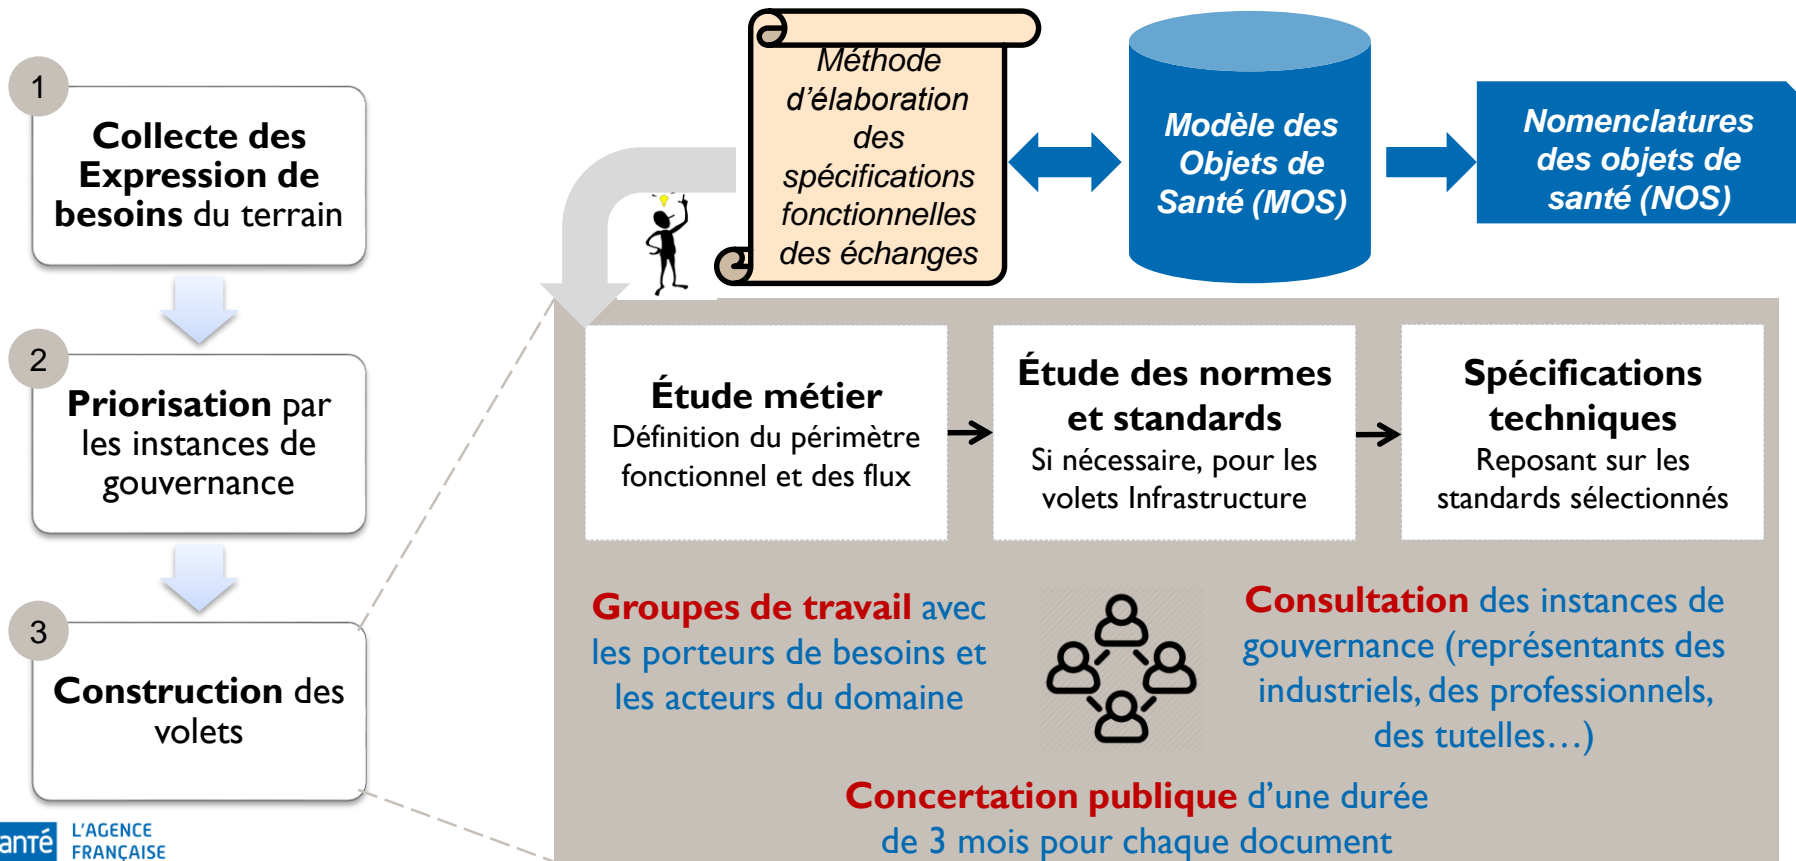 1
Collecte des
Expression de
besoins du terrain
2
Priorisation par
les instances de
gouvernance
3
Construction des
volets
Méthode
d’élaboration
des
spécifications
fonctionnelles
des échanges
Modèle des
Objets de
Santé (MOS)
Nomenclatures
des objets de
santé (NOS)
Étude métier
Définition du périmètre
fonctionnel et des flux
Étude des normes
et standards
Si nécessaire, pour les
volets Infrastructure
Spécifications
techniques
Reposant sur les
standards sélectionnés
Groupes de travail avec
les porteurs de besoins et
les acteurs du domaine
Consultation des instances de
gouvernance (représentants des
industriels, des professionnels,
des tutelles…)
Concertation publique d’une durée
de 3 mois pour chaque document
anté
L’AGENCE
FRANÇAISE